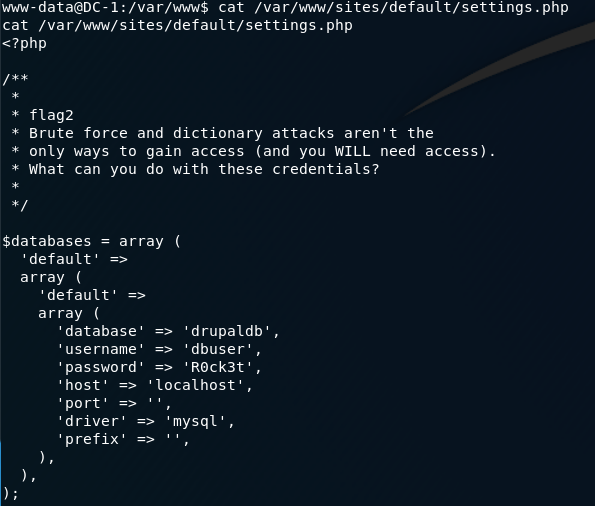 www-data@DC-1:/var/www$ cat /var/www/sites/default/settings.php
cat /var/www/sites/default/settings.php
<?php

/**
 *
 * flag2
 * Brute force and dictionary attacks aren't the
 * only ways to gain access (and you WILL need access).
 * What can you do with these credentials?
 *
 */

$databases = array (
  'default' =>
  array (
    'default' =>
    array (
      'database' => 'drupaldb',
      'username' => 'dbuser',
      'password' => 'R0ck3t',
      'host' => 'localhost',
      'port' => '',
      'driver' => 'mysql',
      'prefix' => '',
    ),
  ),
);